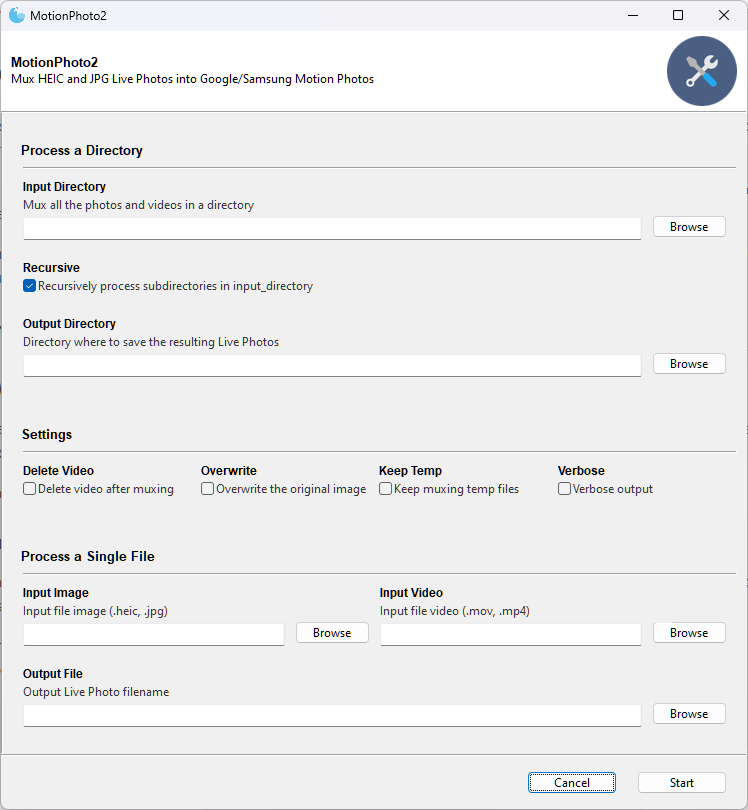 MotionPhoto2
MotionPhoto2
Mux HEIC and JPG Live Photos into Google/Samsung Motion Photos
Process a Directory
Input Directory
Mux all the photos and videos in a directory
Browse
Recursive
Recursively process subdirectories in input_directory
Output Directory
Directory where to save the resulting Live Photos
Browse
Settings
Delete Video
Delete video after muxing
Overwrite
Overwrite the original image
Keep Temp
Keep muxing temp files
Verbose
Verbose output
Process a Single File
Input Image
Input file image (.heic, .jpg)
Browse
Input Video
Input file video (.mov, .mp4)
Browse
Output File
Output Live Photo filename
Browse
Cancel
Start